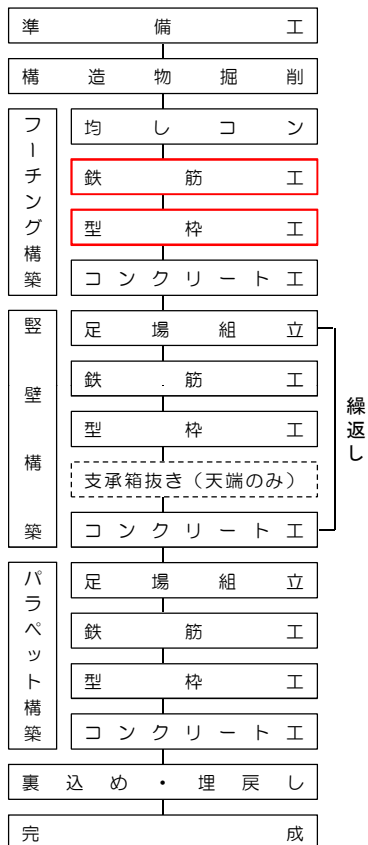 準備工
構造物掘削
フーチング構築
均しコン
鉄筋工
型枠工
コンクリート工
竪壁構築
足場組立
鉄筋工
型枠工
支承箱抜き（天端のみ）
コンクリート工
繰返し
パラペット構築
足場組立
鉄筋工
型枠工
コンクリート工
裏込め・埋戻し
完成